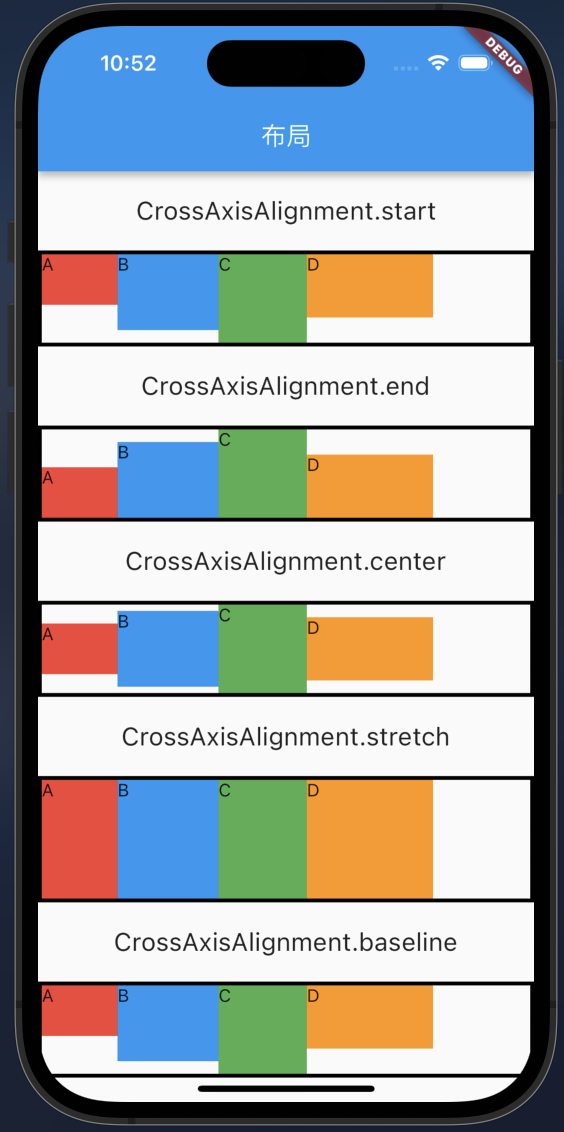 10:52
DEBUG
布局
CrossAxisAlignment.start
A B C D
CrossAxisAlignment.end
A B C D
CrossAxisAlignment.center
A B C D
CrossAxisAlignment.stretch
A B C D
CrossAxisAlignment.baseline
A B C D